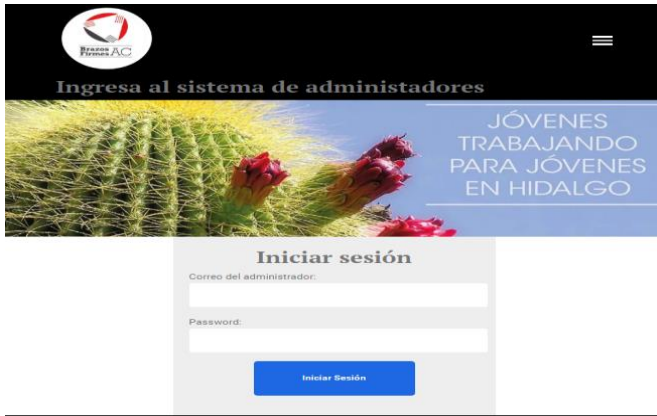 Brazos
Firmes AC
Ingresa al sistema de administadores
JÓVENES
TRABAJANDO
PARA JÓVENES
EN HIDALGO
Iniciar sesión
Correo del administrador:
Password:
Iniciar Sesión